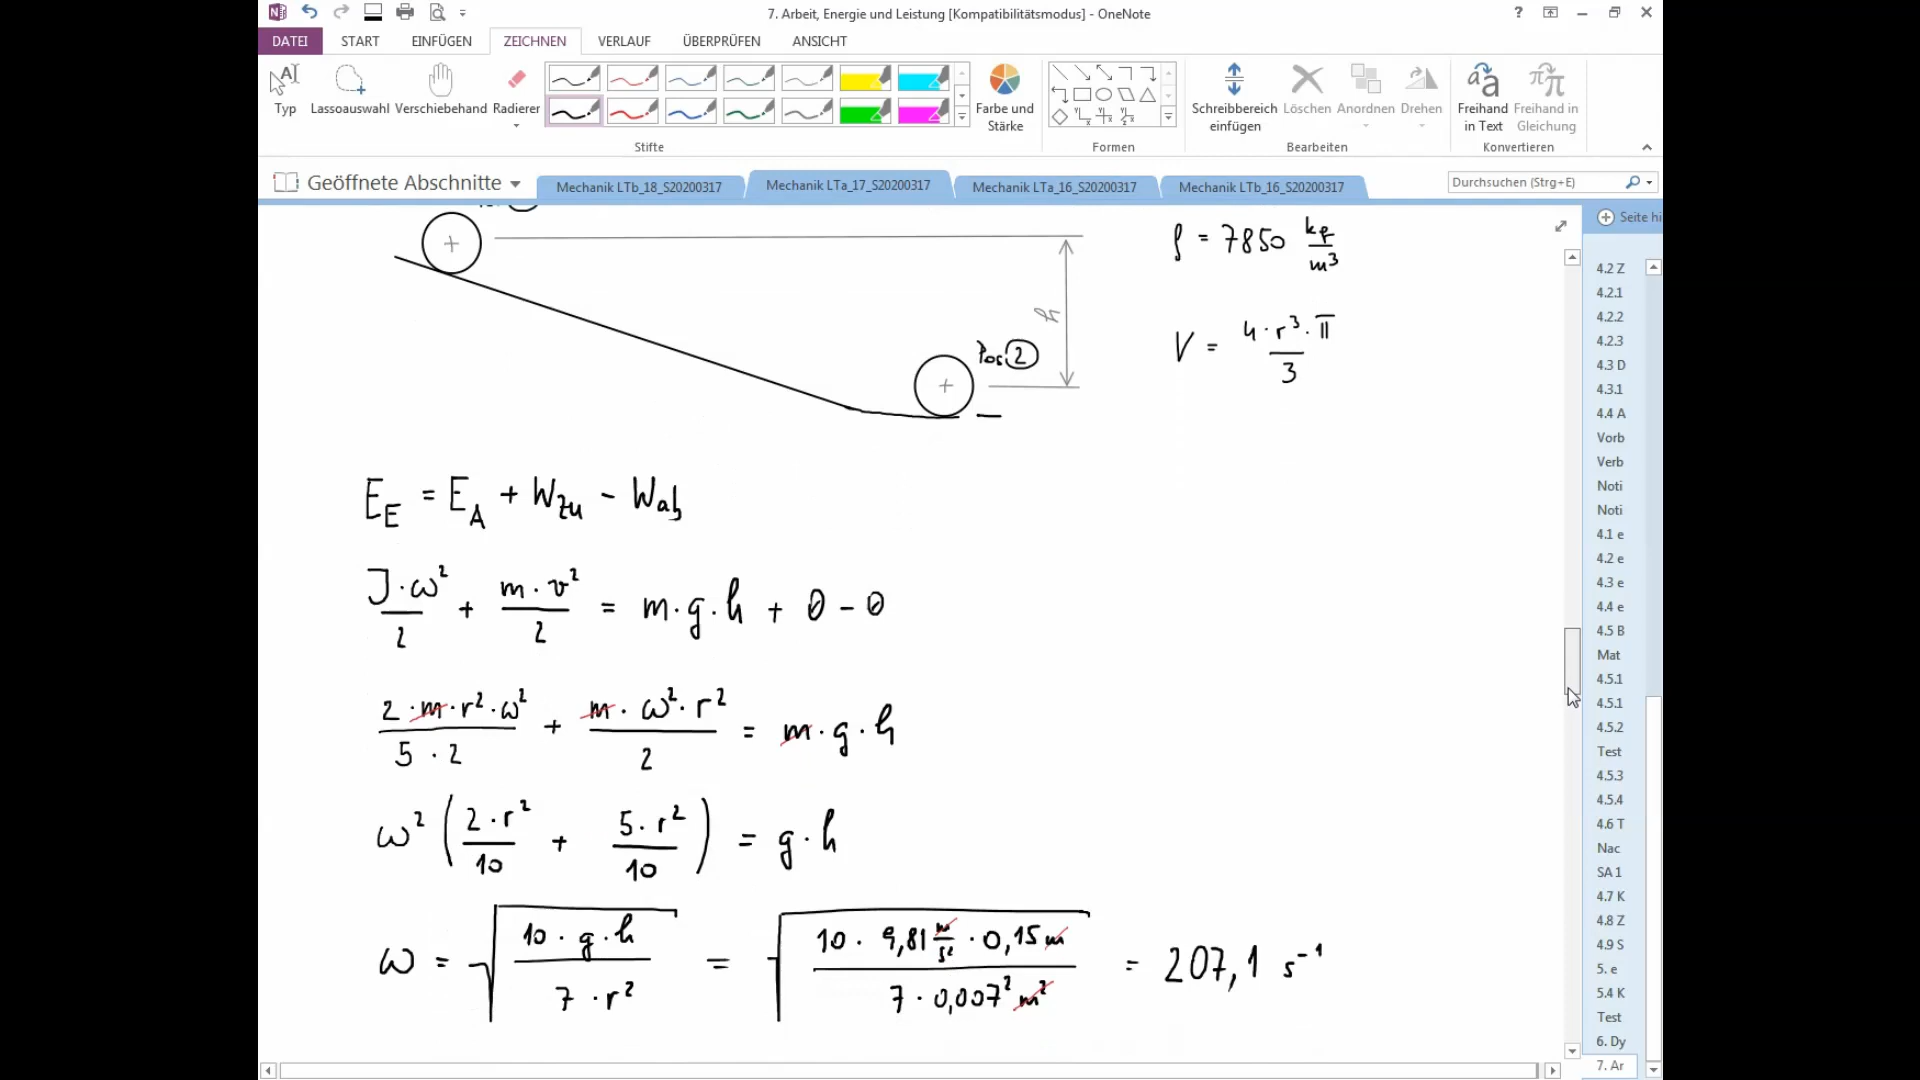 7. Arbeit, Energie und Leistung [Kompatibilitätsmodus] - OneNote
DATEI START EINFÜGEN ZEICHNEN VERLAUF ÜBERPRÜFEN ANSICHT
Typ Lassoauswahl Verschiebehand Radierer
Farbe und Stärke
Schreibbereich einfügen Löschen Anordnen Drehen
Freihand in Text Freihand in Gleichung
Stifte Formen Bearbeiten Konvertieren
Geöffnete Abschnitte Mechanik LTb_18_S20200317 Mechanik LTa_17_S20200317 Mechanik LTa_16_S20200317 Mechanik LTb_16_S20200317 Durchsuchen (Strg+E)
Seite hi
ρ = 7850 kg/m³
h
V = 4·r³·π / 3
Pos. 2
E_E = E_A + W_zu - W_ab
J·ω²/2 + m·v²/2 = m·g·h + 0 - 0
2·m·r²·ω² / 5·2 + m·ω²·r² / 2 = m·g·h
ω² (2·r²/10 + 5·r²/10) = g·h
ω = √(10·g·h / 7·r²) = √(10·9,81 m/s²·0,15m / 7·0,007² m²) = 207,1 s⁻¹
4.2 Z
4.2.1
4.2.2
4.2.3
4.3 D
4.3.1
4.4 A
Vorb
Verb
Noti
Noti
4.1 e
4.2 e
4.3 e
4.4 e
4.5 B
Mat
4.5.1
4.5.1
4.5.2
Test
4.5.3
4.5.4
4.6 T
Nac
SA 1
4.7 K
4.8 Z
4.9 S
5. e
5.4 K
Test
6. Dy
7. Ar